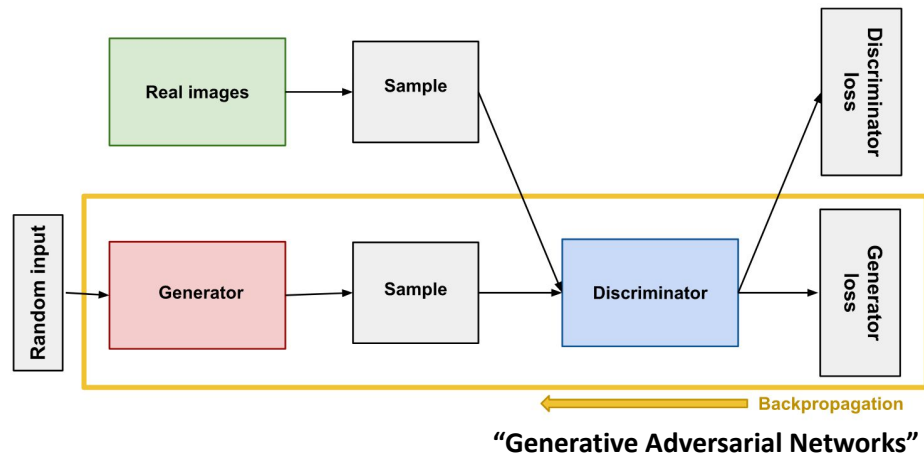 Real images
Sample
Discriminator
loss
Random input
Generator
Sample
Discriminator
Generator
loss
Backpropagation
“Generative Adversarial Networks”